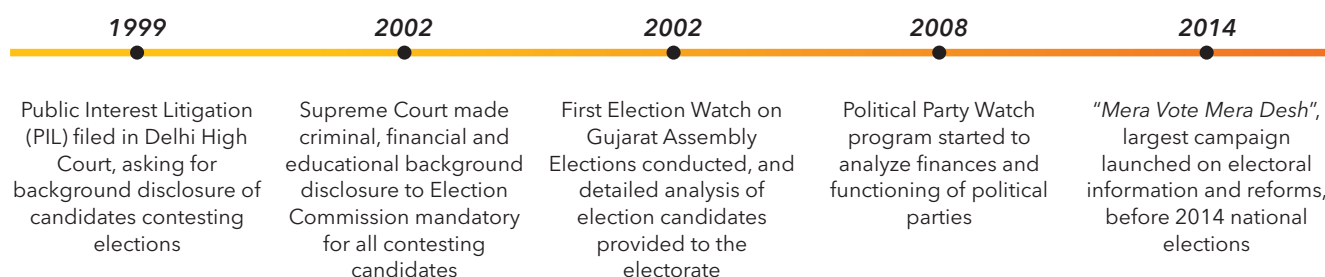 1999
Public Interest Litigation
(PIL) filed in Delhi High
Court, asking for
background disclosure of
candidates contesting
elections
2002
Supreme Court made
criminal, financial and
educational background
disclosure to Election
Commission mandatory
for all contesting
candidates
2002
First Election Watch on
Gujarat Assembly
Elections conducted, and
detailed analysis of
election candidates
provided to the
electorate
2008
Political Party Watch
program started to
analyze finances and
functioning of political
parties
2014
“Mera Vote Mera Desh”,
largest campaign
launched on electoral
information and reforms,
before 2014 national
elections